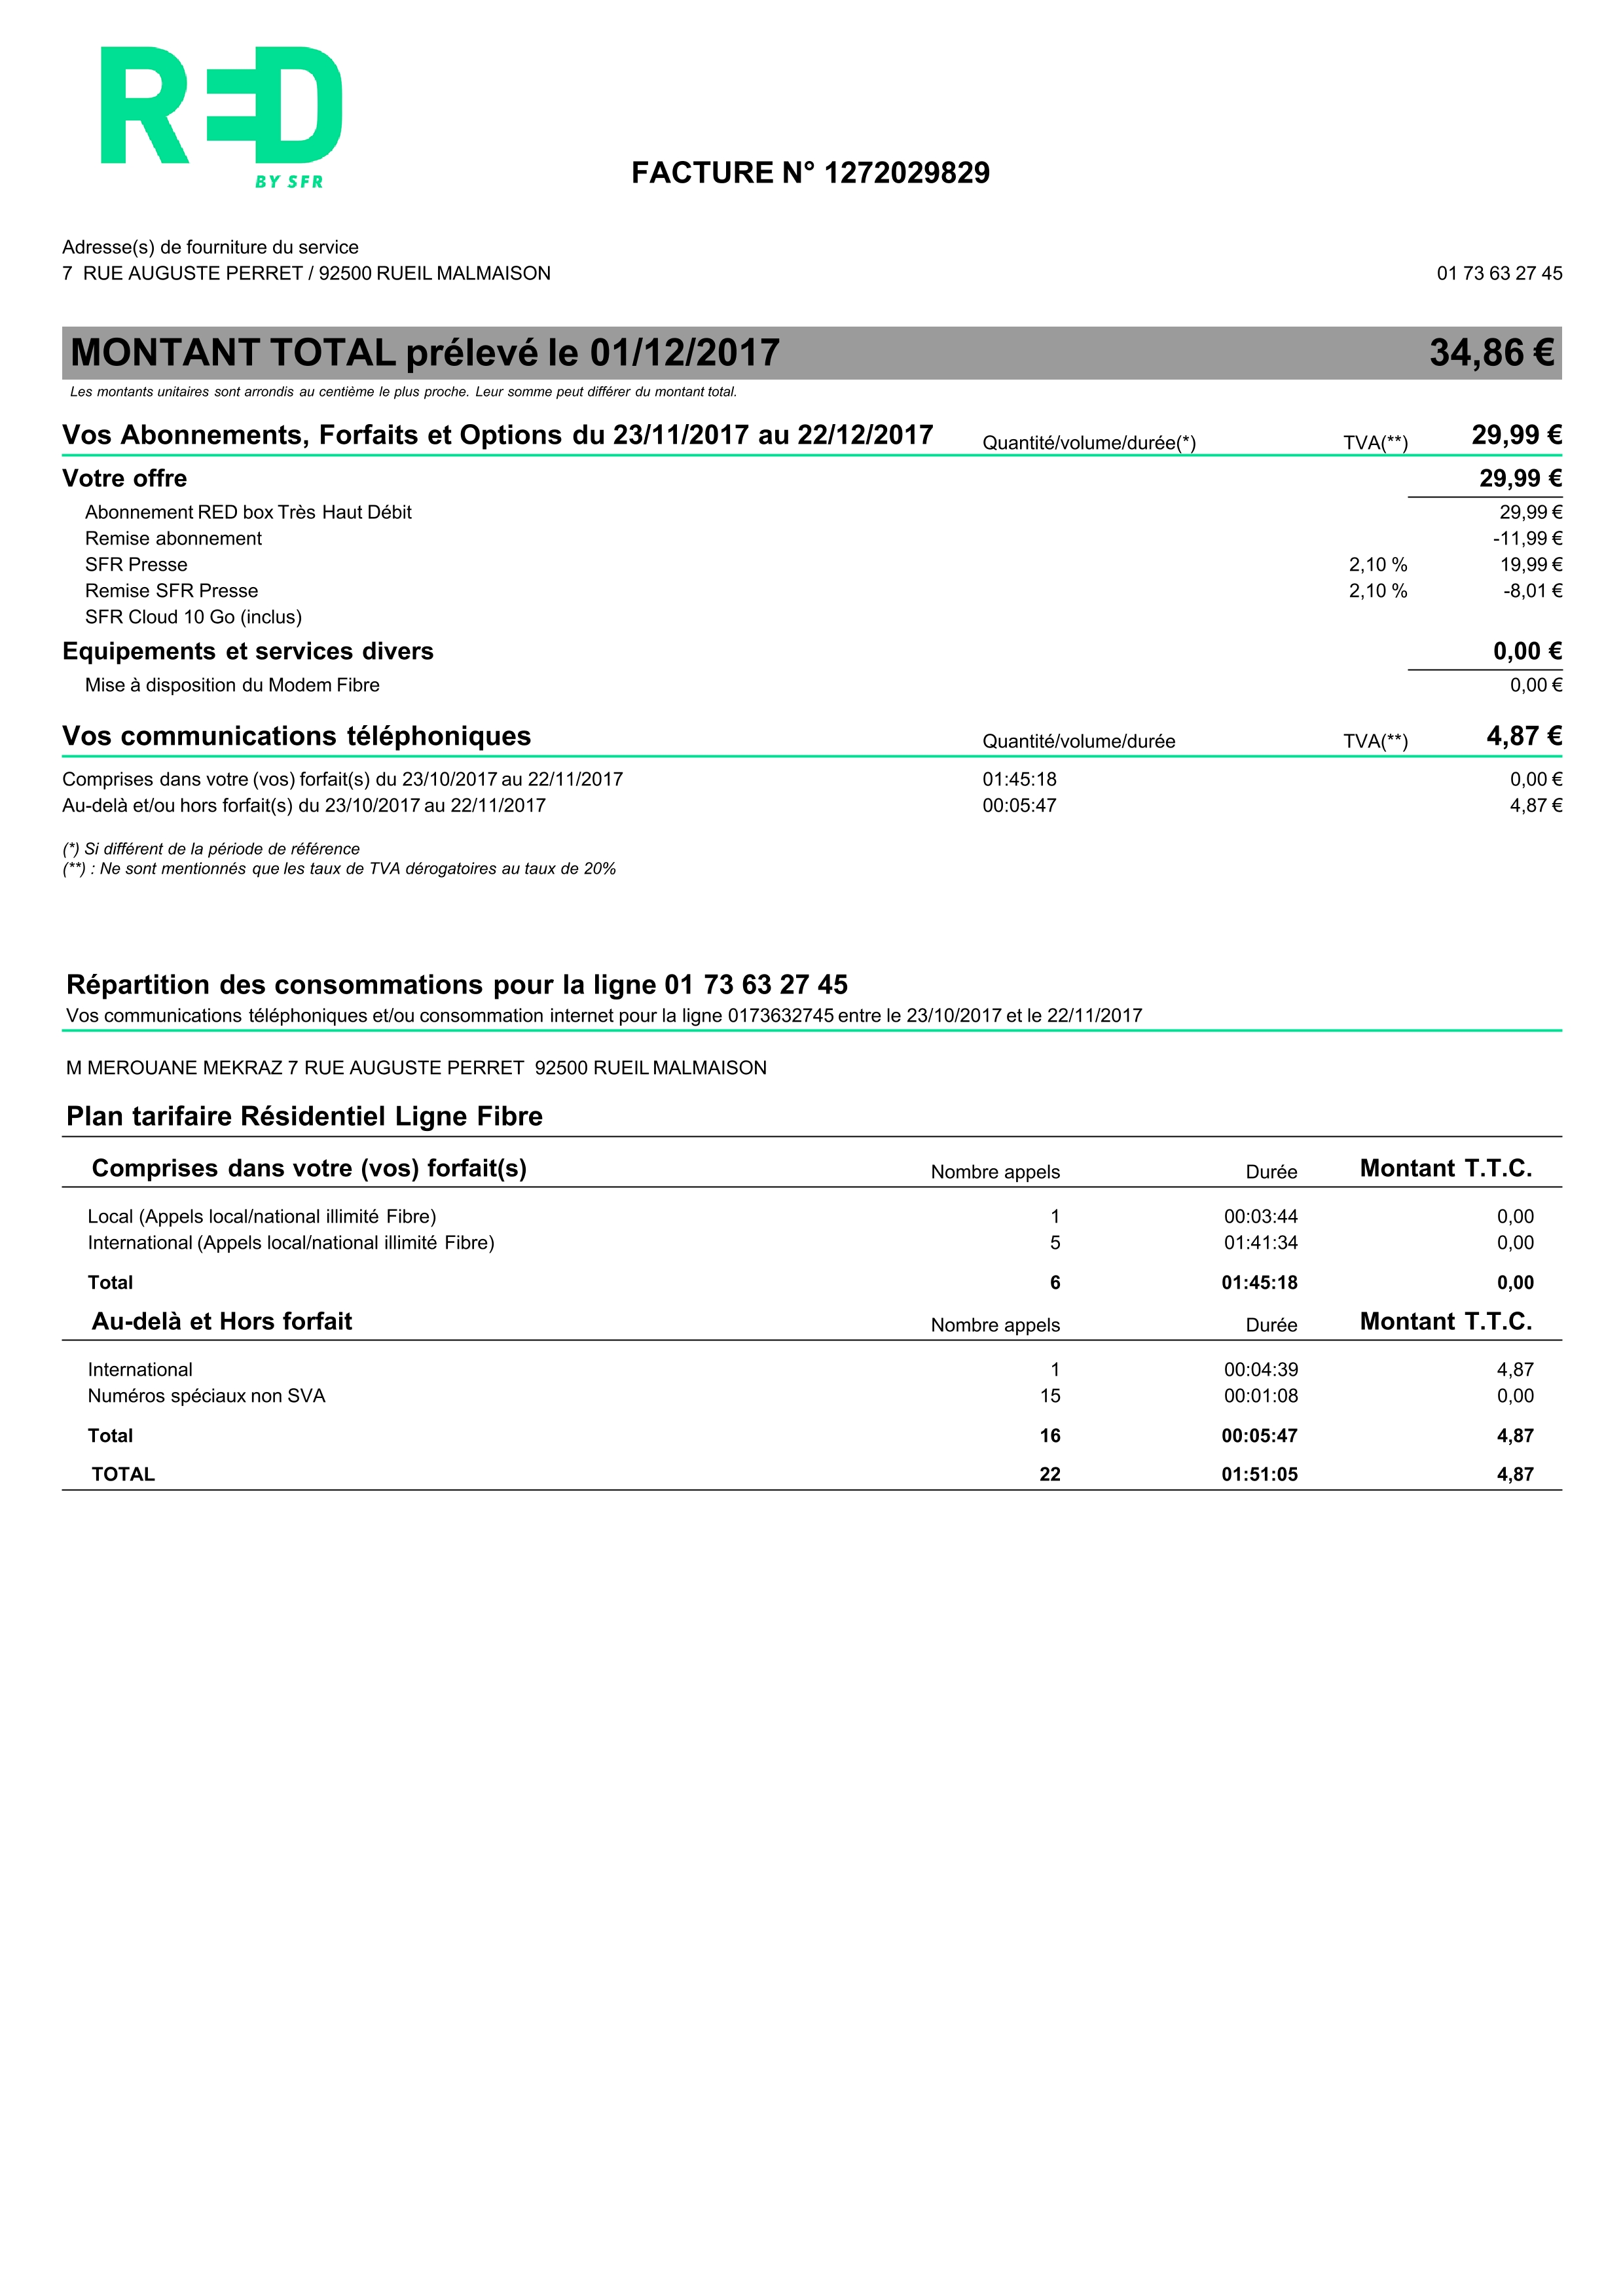 RED
BY SFR
FACTURE N° 1272029829
Adresse(s) de fourniture du service
7 RUE AUGUSTE PERRET / 92500 RUEIL MALMAISON 01 73 63 27 45
MONTANT TOTAL prélevé le 01/12/2017 34,86 €
Les montants unitaires sont arrondis au centième le plus proche. Leur somme peut différer du montant total.
Vos Abonnements, Forfaits et Options du 23/11/2017 au 22/12/2017 Quantité/volume/durée(*) TVA(**) 29,99 €
Votre offre 29,99 €
Abonnement RED box Très Haut Débit 29,99 €
Remise abonnement -11,99 €
SFR Presse 2,10 % 19,99 €
Remise SFR Presse 2,10 % -8,01 €
SFR Cloud 10 Go (inclus)
Equipements et services divers 0,00 €
Mise à disposition du Modem Fibre 0,00 €
Vos communications téléphoniques Quantité/volume/durée TVA(**) 4,87 €
Comprises dans votre (vos) forfait(s) du 23/10/2017 au 22/11/2017 01:45:18 0,00 €
Au-delà et/ou hors forfait(s) du 23/10/2017 au 22/11/2017 00:05:47 4,87 €
(*) Si différent de la période de référence
(**) : Ne sont mentionnés que les taux de TVA dérogatoires au taux de 20%
Répartition des consommations pour la ligne 01 73 63 27 45
Vos communications téléphoniques et/ou consommation internet pour la ligne 0173632745 entre le 23/10/2017 et le 22/11/2017
M MEROUANE MEKRAZ 7 RUE AUGUSTE PERRET 92500 RUEIL MALMAISON
Plan tarifaire Résidentiel Ligne Fibre
Comprises dans votre (vos) forfait(s) Nombre appels Durée Montant T.T.C.
Local (Appels local/national illimité Fibre) 1 00:03:44 0,00
International (Appels local/national illimité Fibre) 5 01:41:34 0,00
Total 6 01:45:18 0,00
Au-delà et Hors forfait Nombre appels Durée Montant T.T.C.
International 1 00:04:39 4,87
Numéros spéciaux non SVA 15 00:01:08 0,00
Total 16 00:05:47 4,87
TOTAL 22 01:51:05 4,87